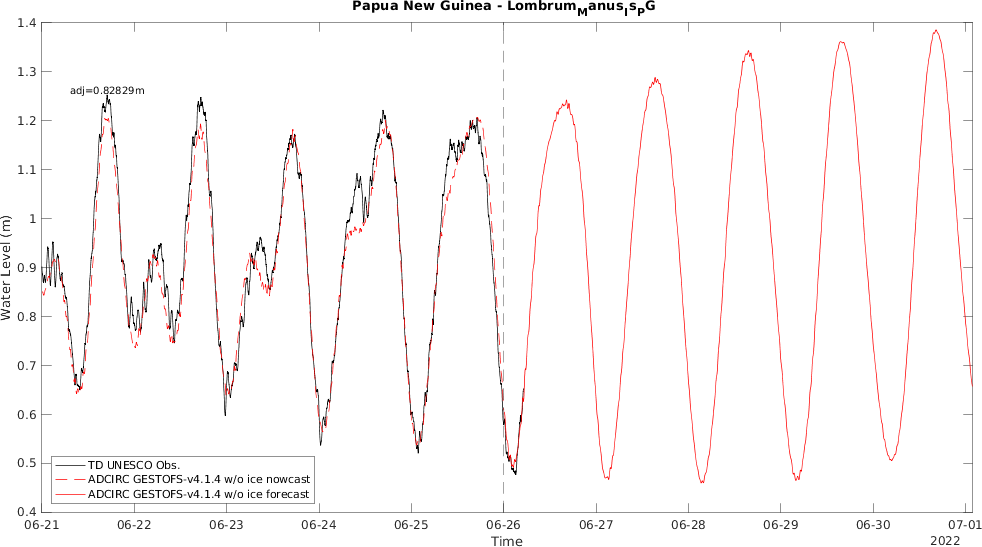 Papua New Guinea - LombrumManusIsPG
adj=0.82829m
1.4
1.3
1.2
1.1
1
0.9
0.8
0.7
0.6
0.5
0.4
Water Level (m)
TD UNESCO Obs.
ADCIRC GESTOFS-v4.1.4 w/o ice nowcast
ADCIRC GESTOFS-v4.1.4 w/o ice forecast
06-21 06-22 06-23 06-24 06-25 06-26 06-27 06-28 06-29 06-30 07-01
Time
2022